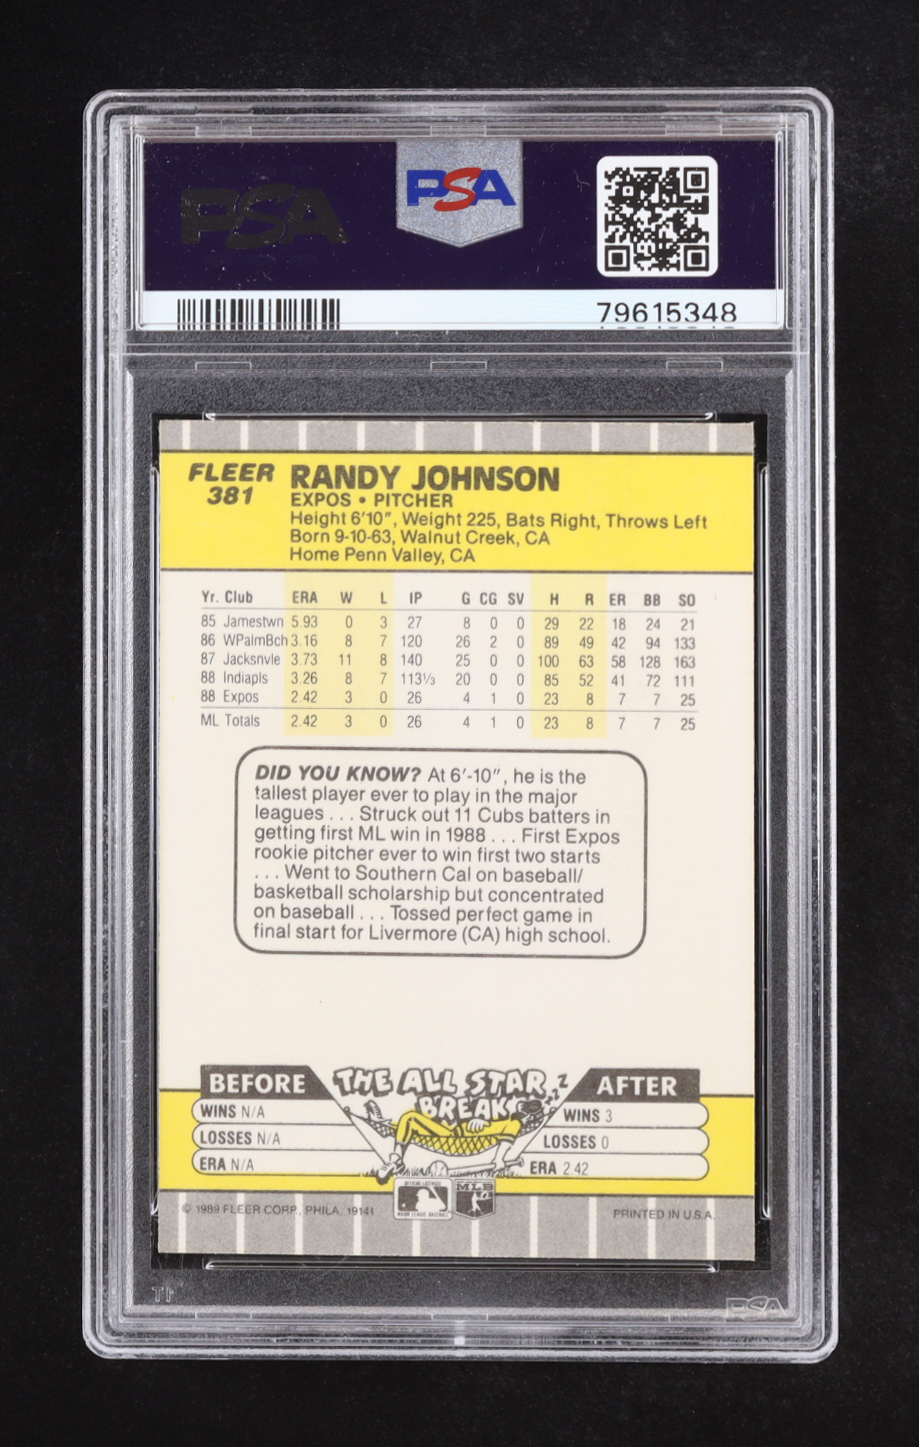 PSA
PSA
79615348
FLEER
381
RANDY JOHNSON
EXPOS • PITCHER
Height 6'10", Weight 225, Bats Right, Throws Left
Born 9-10-63, Walnut Creek, CA
Home Penn Valley, CA
Yr. Club ERA W L IP G CG SV H R ER BB SO
85 Jamestwn 5.93 0 3 27 8 0 0 29 22 18 24 21
86 WPalmBch 3.16 8 7 120 26 2 0 89 49 42 94 133
87 Jacksnvle 3.73 11 8 140 25 0 0 100 63 58 128 163
88 Indiapls 3.26 8 7 113⅓ 20 0 0 85 52 41 72 111
88 Expos 2.42 3 0 26 4 1 0 23 8 7 7 25
ML Totals 2.42 3 0 26 4 1 0 23 8 7 7 25
DID YOU KNOW? At 6'-10", he is the
tallest player ever to play in the major
leagues . . . Struck out 11 Cubs batters in
getting first ML win in 1988 . . . First Expos
rookie pitcher ever to win first two starts
. . . Went to Southern Cal on baseball/
basketball scholarship but concentrated
on baseball . . . Tossed perfect game in
final start for Livermore (CA) high school.
BEFORE
WINS N/A
LOSSES N/A
ERA N/A
THE ALL STAR
BREAK
ZZZ
AFTER
WINS 3
LOSSES 0
ERA 2.42
MLB
© 1989 FLEER CORP., PHILA. 19141
PRINTED IN U.S.A.
PSA